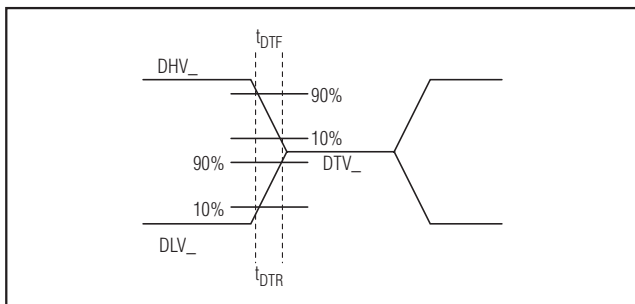 tDTF
DHV_
90%
10%
90%
DTV_
10%
DLV_
tDTR